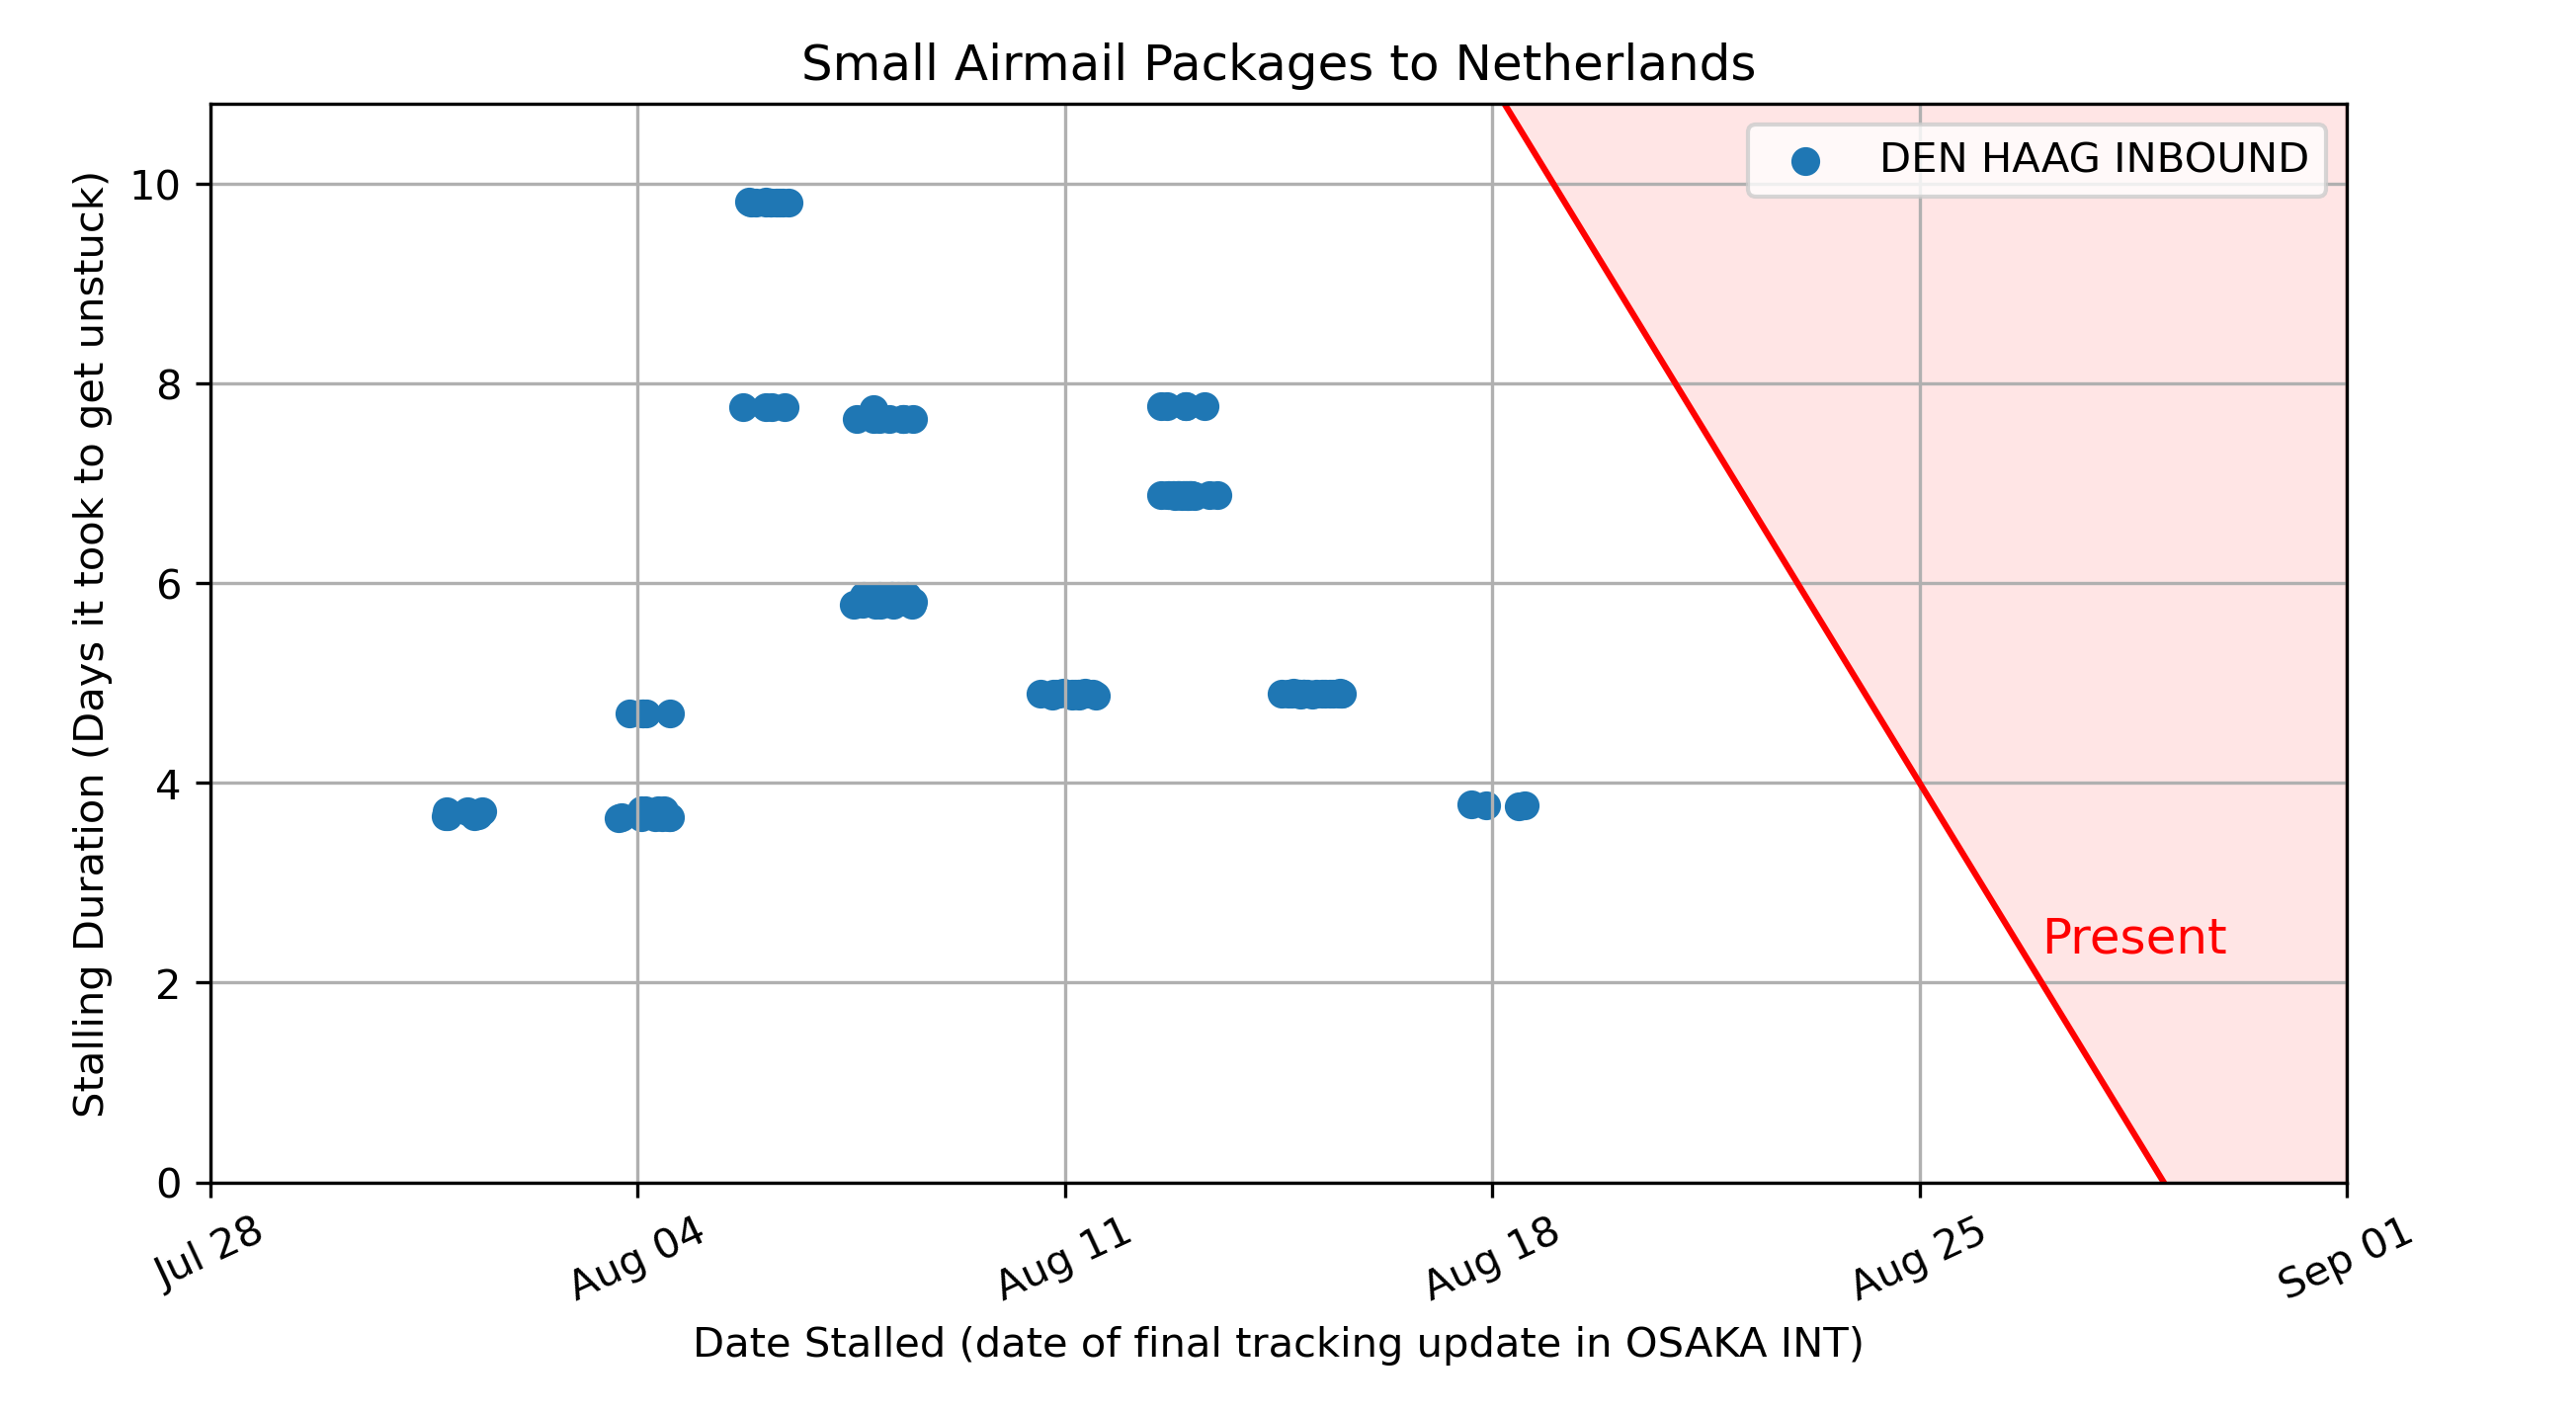 Small Airmail Packages to Netherlands
DEN HAAG INBOUND
Stalling Duration (Days it took to get unstuck)
10
8
6
4
2
0
Present
Jul 28
Aug 04
Aug 11
Aug 18
Aug 25
Sep 01
Date Stalled (date of final tracking update in OSAKA INT)